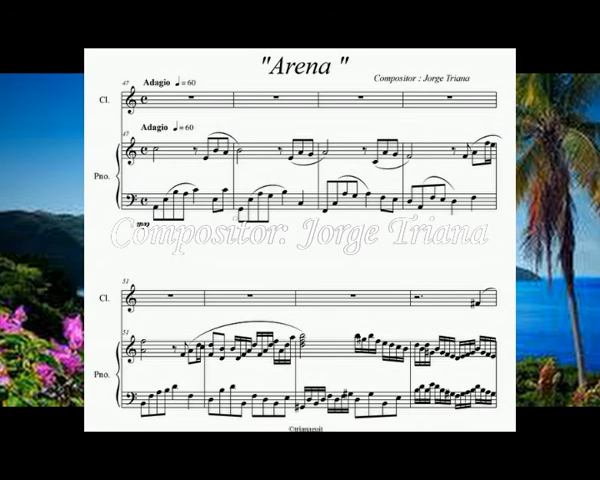 "Arena "
Compositor : Jorge Triana
47 Adagio ♩ = 60
Cl.
47 Adagio ♩ = 60
Pno.
mp
Compositor: Jorge Triana
51
Cl.
51
Pno.
©trianagoit